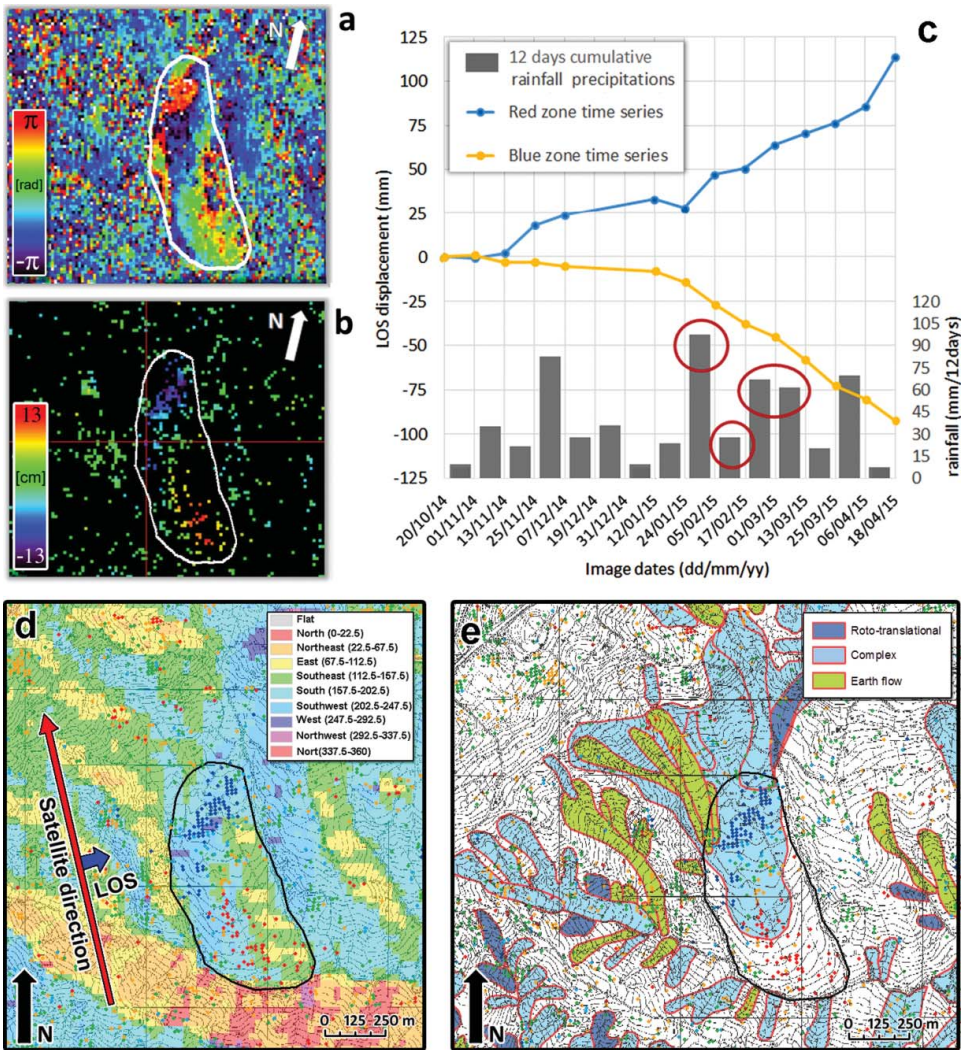 a
N
π
[rad]
-π
b
N
13
[cm]
-13
c
12 days cumulative
rainfall precipitations
Red zone time series
Blue zone time series
LOS displacement (mm)
125
100
75
50
25
0
-25
-50
-75
-100
-125
120
105
90
75
60
45
30
15
0
rainfall (mm/12days)
20/10/14
01/11/14
13/11/14
25/11/14
07/12/14
19/12/14
31/12/14
12/01/15
24/01/15
05/02/15
17/02/15
01/03/15
13/03/15
25/03/15
06/04/15
18/04/15
Image dates (dd/mm/yy)
d
Flat
North (0-22.5)
Northeast (22.5-67.5)
East (67.5-112.5)
Southeast (112.5-157.5)
South (157.5-202.5)
Southwest (202.5-247.5)
West (247.5-292.5)
Northwest (292.5-337.5)
Nort(337.5-360)
Satellite direction
LOS
N
0 125 250 m
e
Roto-translational
Complex
Earth flow
N
0 125 250 m